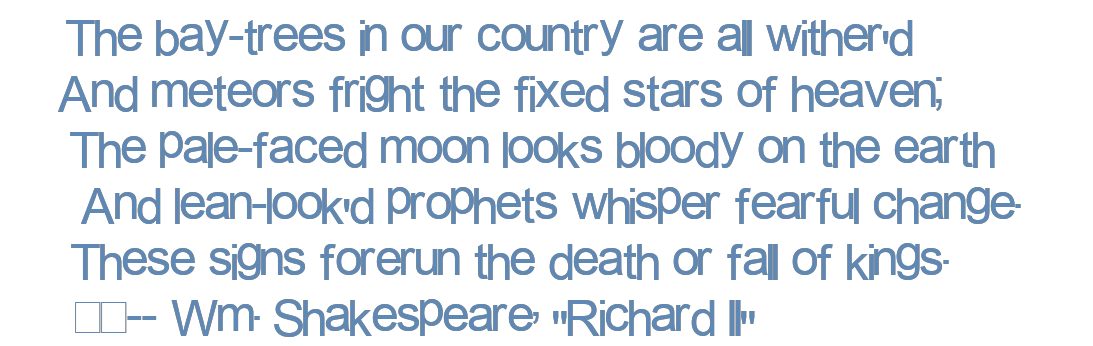 The bay-trees in our country are all wither'd
And meteors fright the fixed stars of heaven;
The pale-faced moon looks bloody on the earth
And lean-look'd prophets whisper fearful change.
These signs forerun the death or fall of kings.
□□-- Wm. Shakespeare, "Richard II"